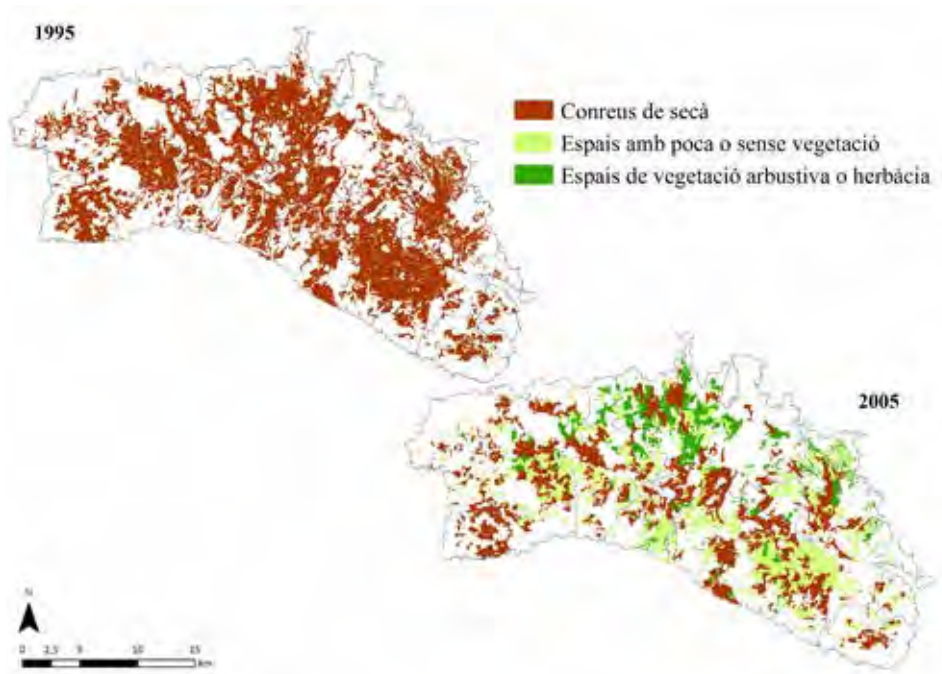 1995
Conreus de secà
Espais amb poca o sense vegetació
Espais de vegetació arbustiva o herbàcia
2005
N
0 2,5 5 10 15
Km